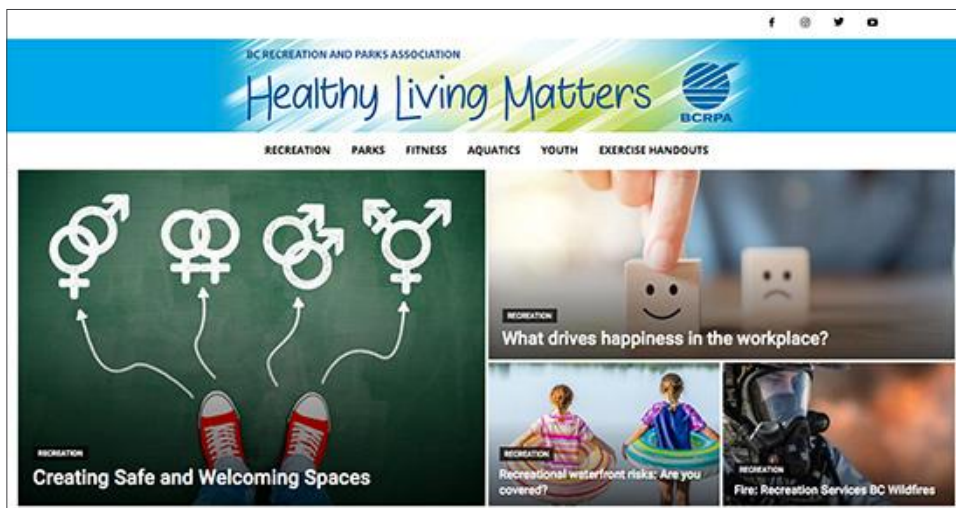 BC RECREATION AND PARKS ASSOCIATION
Healthy Living Matters
BCRPA
RECREATION PARKS FITNESS AQUATICS YOUTH EXERCISE HANDOUTS
RECREATION
Creating Safe and Welcoming Spaces
RECREATION
What drives happiness in the workplace?
RECREATION
Recreational waterfront risks: Are you
covered?
RECREATION
Fire: Recreation Services BC Wildfires